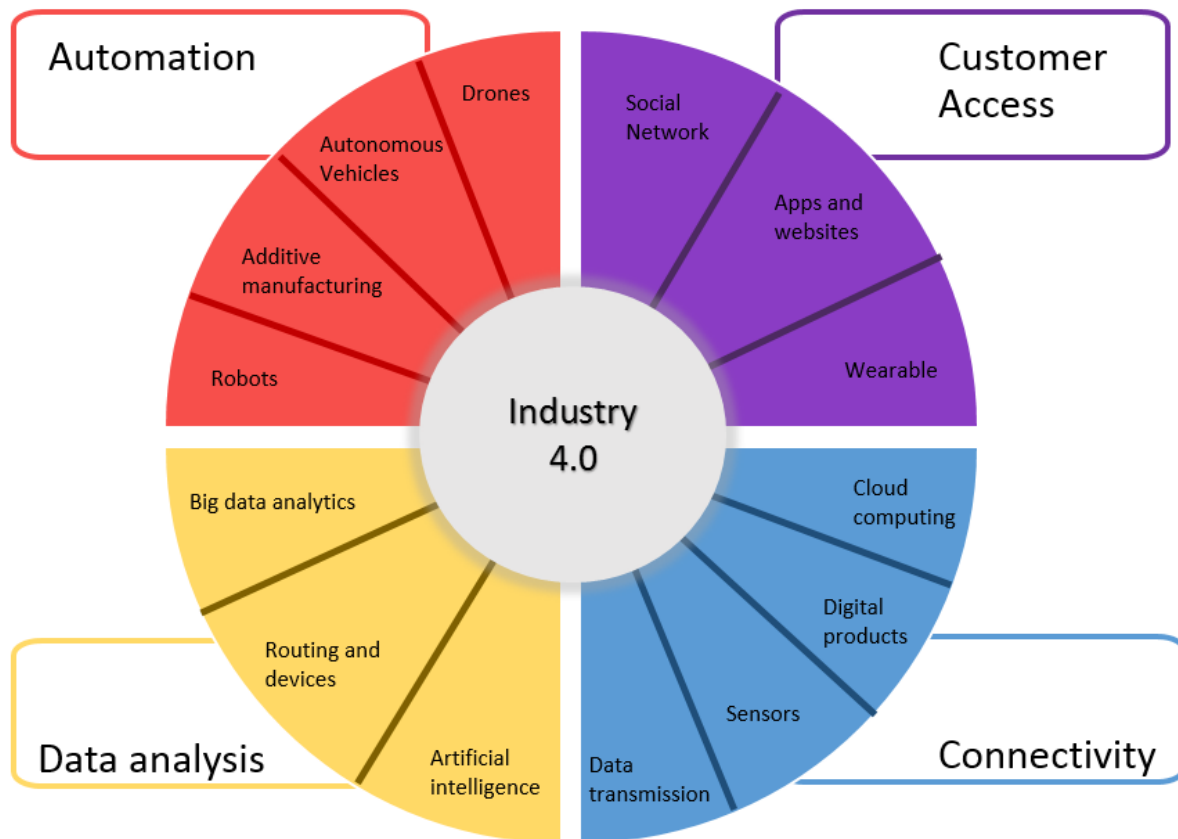 Automation
Drones
Autonomous
Vehicles
Additive
manufacturing
Robots
Customer
Access
Social
Network
Apps and
websites
Wearable
Industry
4.0
Big data analytics
Routing and
devices
Artificial
intelligence
Data analysis
Cloud
computing
Digital
products
Sensors
Data
transmission
Connectivity